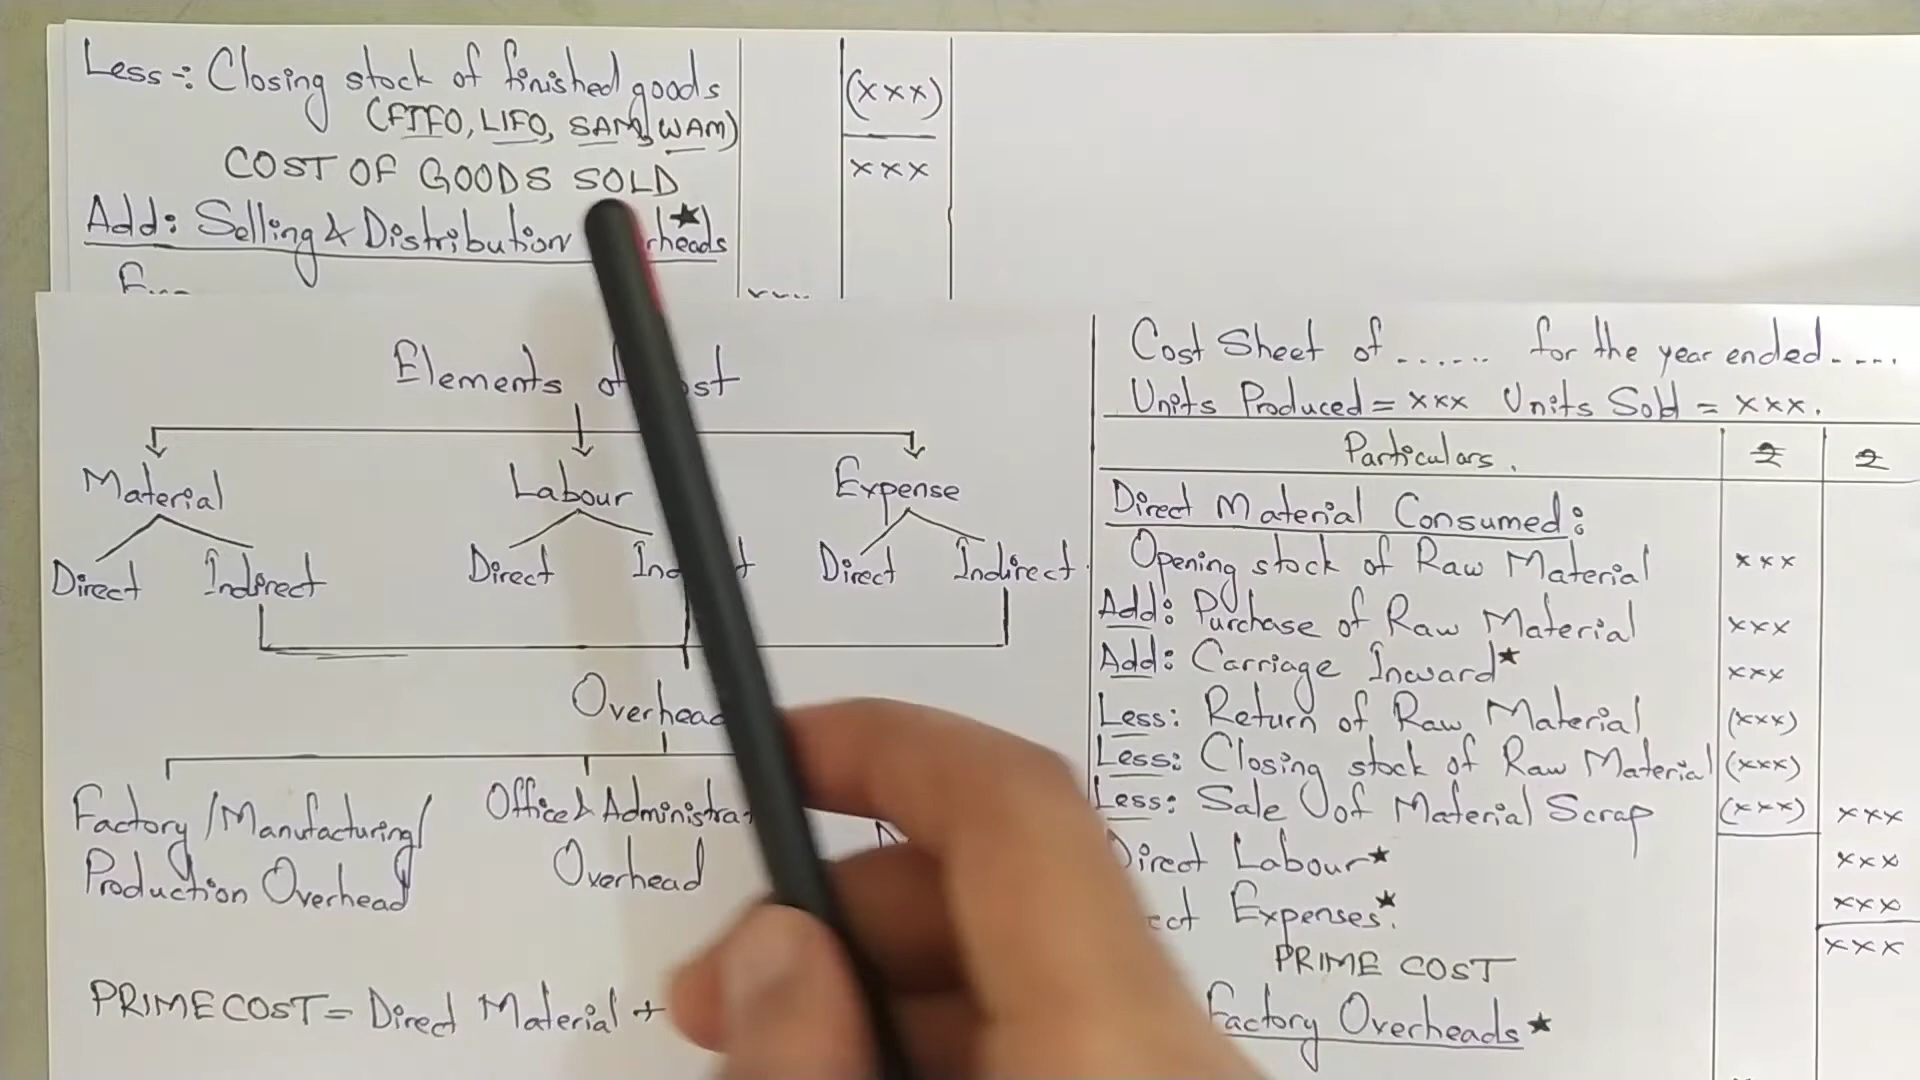 Less-: Closing stock of finished goods (xxx)
(FIFO, LIFO, SAM, WAM)
COST OF GOODS SOLD xxx
Add: Selling & Distribution ★
Elements of
Material Labour Expense
Direct Indirect Direct Direct Indirect
Overhead
Factory/Manufacturing/
Production Overhead
Office &
Overhead
PRIME COST = Direct Material +
Cost Sheet of ...... for the year ended ....
Units Produced = xxx Units Sold = xxx.
Particulars. ₹ ₹
Direct Material Consumed:
Opening stock of Raw Material xxx
Add: Purchase of Raw Material xxx
Add: Carriage Inward★ xxx
Less: Return of Raw Material (xxx)
Less: Closing stock of Raw Material (xxx)
Less: Sale of Material Scrap (xxx) xxx
Direct Labour★ xxx
Expenses.★ xxx
PRIME COST xxx
Factory Overheads★